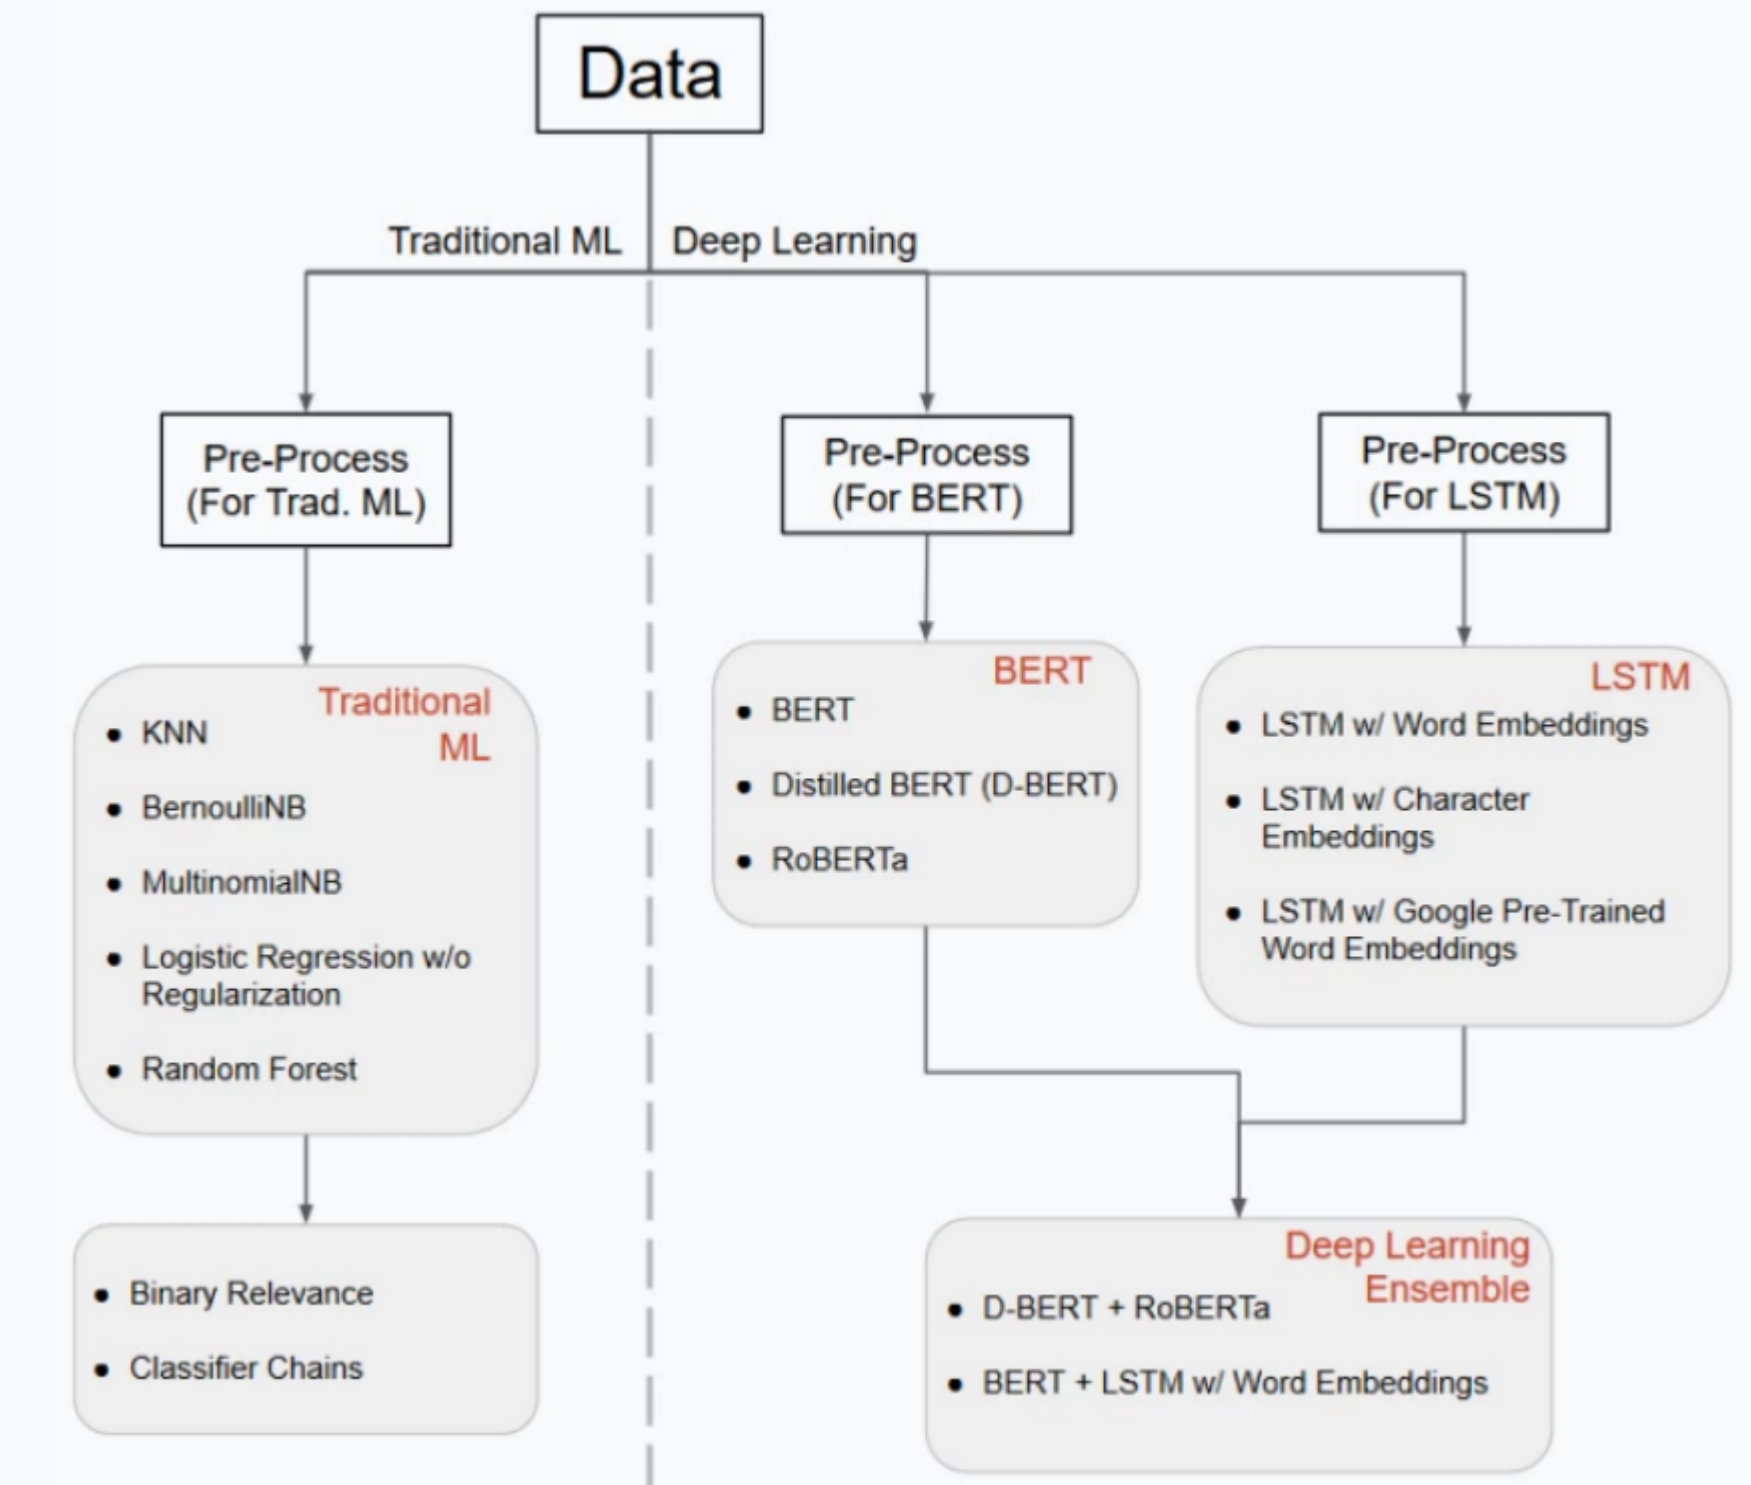 Data
Traditional ML
Deep Learning
Pre-Process
(For Trad. ML)
Pre-Process
(For BERT)
Pre-Process
(For LSTM)
Traditional
ML
• KNN
• BernoulliNB
• MultinomialNB
• Logistic Regression w/o
Regularization
• Random Forest
BERT
• BERT
• Distilled BERT (D-BERT)
• RoBERTa
LSTM
• LSTM w/ Word Embeddings
• LSTM w/ Character
Embeddings
• LSTM w/ Google Pre-Trained
Word Embeddings
• Binary Relevance
• Classifier Chains
Deep Learning
Ensemble
• D-BERT + RoBERTa
• BERT + LSTM w/ Word Embeddings